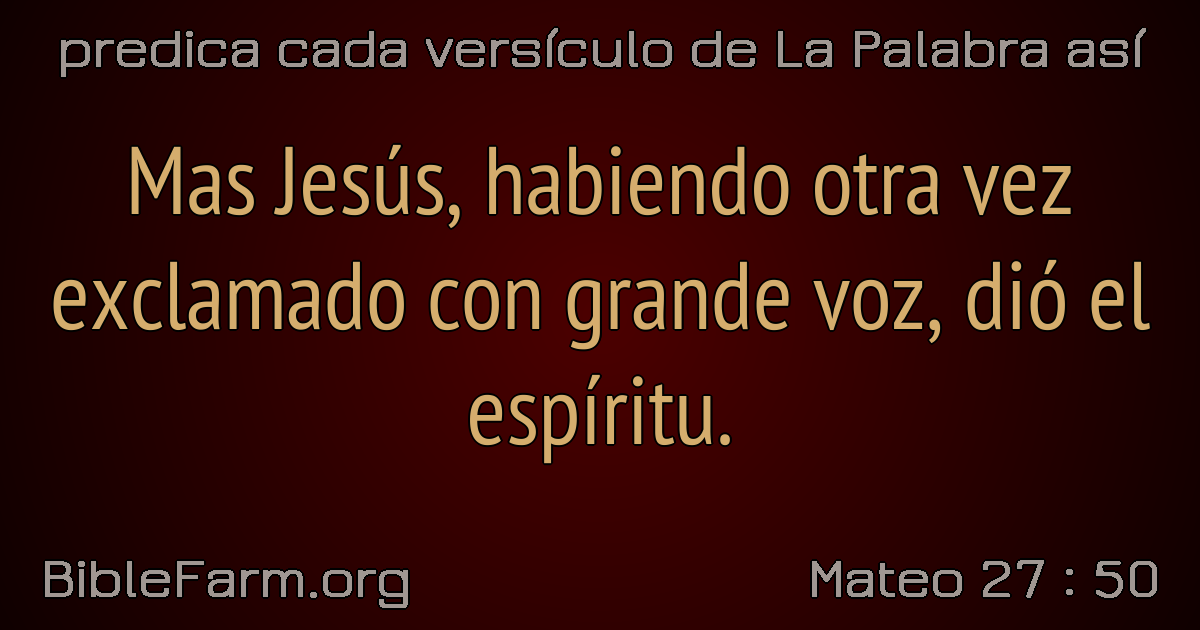 predica cada versículo de La Palabra así
Mas Jesús, habiendo otra vez
exclamado con grande voz, dió el
espíritu.
BibleFarm.org
Mateo 27 : 50